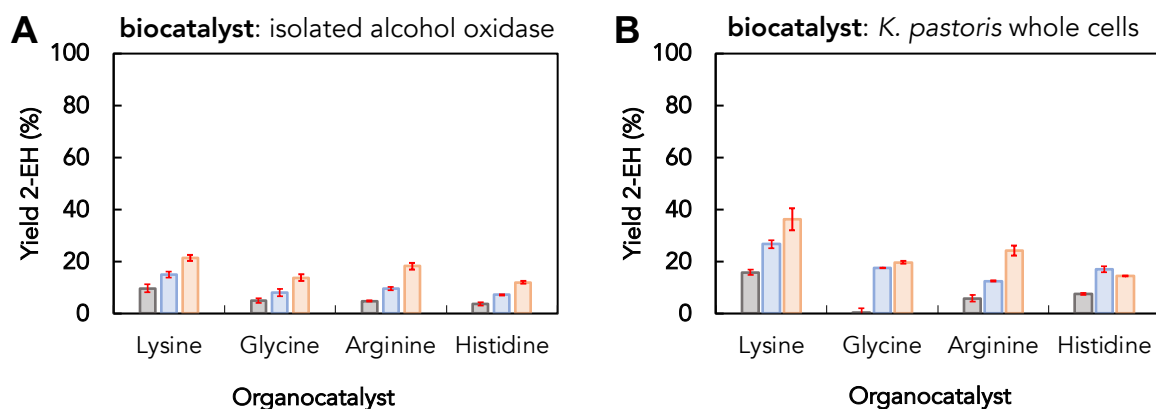 A
biocatalyst: isolated alcohol oxidase
100
80
60
40
20
0
Yield 2-EH (%)
Lysine Glycine Arginine Histidine
Organocatalyst
B
biocatalyst: K. pastoris whole cells
100
80
60
40
20
0
Yield 2-EH (%)
Lysine Glycine Arginine Histidine
Organocatalyst